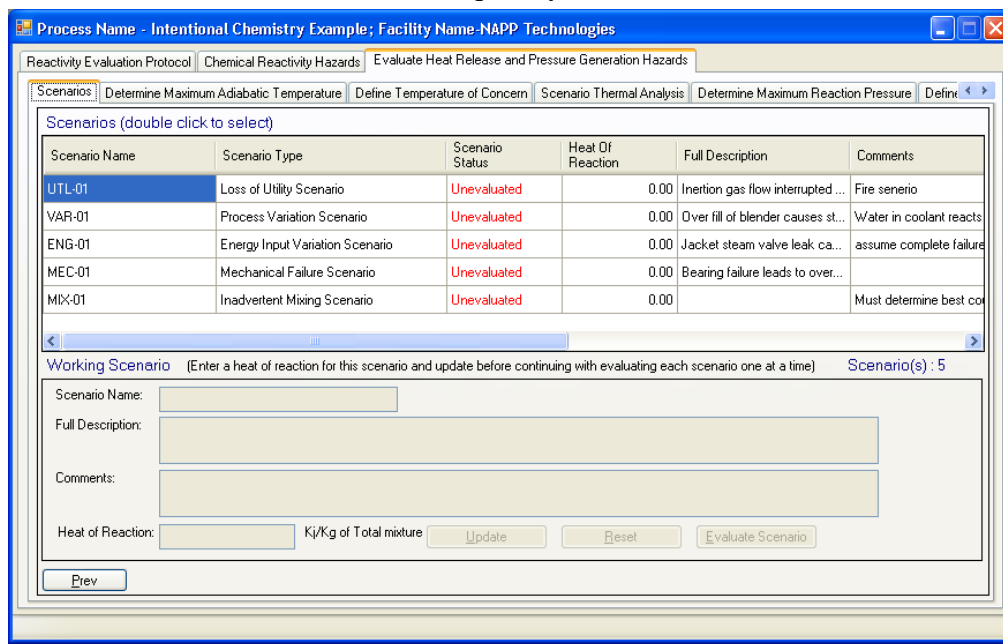 Process Name - Intentional Chemistry Example; Facility Name-NAPP Technologies
Reactivity Evaluation Protocol Chemical Reactivity Hazards Evaluate Heat Release and Pressure Generation Hazards
Scenarios Determine Maximum Adiabatic Temperature Define Temperature of Concern Scenario Thermal Analysis Determine Maximum Reaction Pressure Define
Scenarios (double click to select)
Scenario Name Scenario Type Scenario Status Heat Of Reaction Full Description Comments
UTL-01 Loss of Utility Scenario Unevaluated 0.00 Inertion gas flow interrupted ... Fire senerio
VAR-01 Process Variation Scenario Unevaluated 0.00 Over fill of blender causes st... Water in coolant reacts
ENG-01 Energy Input Variation Scenario Unevaluated 0.00 Jacket steam valve leak ca... assume complete failure
MEC-01 Mechanical Failure Scenario Unevaluated 0.00 Bearing failure leads to over...
MIX-01 Inadvertent Mixing Scenario Unevaluated 0.00 Must determine best
Working Scenario (Enter a heat of reaction for this scenario and update before continuing with evaluating each scenario one at a time) Scenario(s) : 5
Scenario Name:
Full Description:
Comments:
Heat of Reaction: Kj/Kg of Total mixture Update Reset Evaluate Scenario
Prev